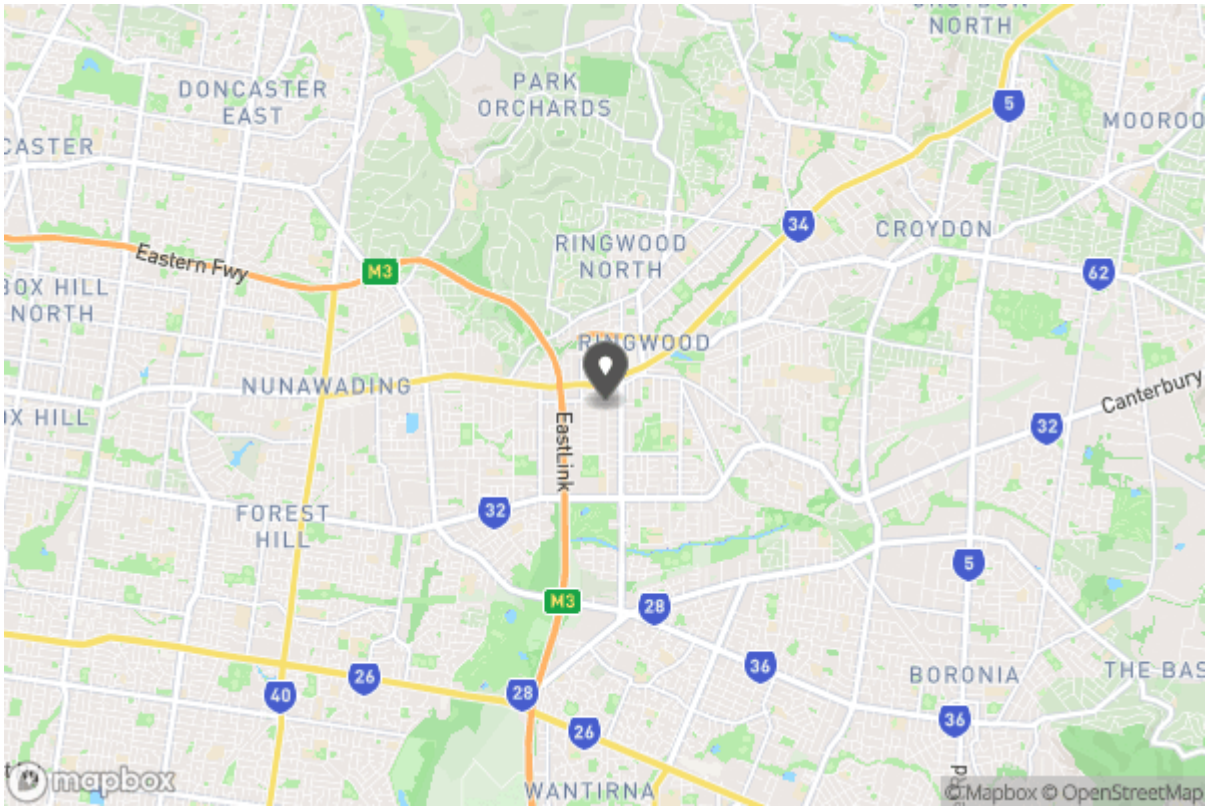 NORTH
DONCASTER
EAST
PARK
ORCHARDS
5
MOOROO
CASTER
34
CROYDON
Eastern Fwy
M3
RINGWOOD
NORTH
62
BOX HILL
NORTH
RINGWOOD
NUNAWADING
Canterbury
OX HILL
EastLink
32
FOREST
HILL
32
5
M3
28
26
40
28
36
BORONIA
THE BAS
26
36
WANTIRNA
mapbox
© Mapbox © OpenStreetMap